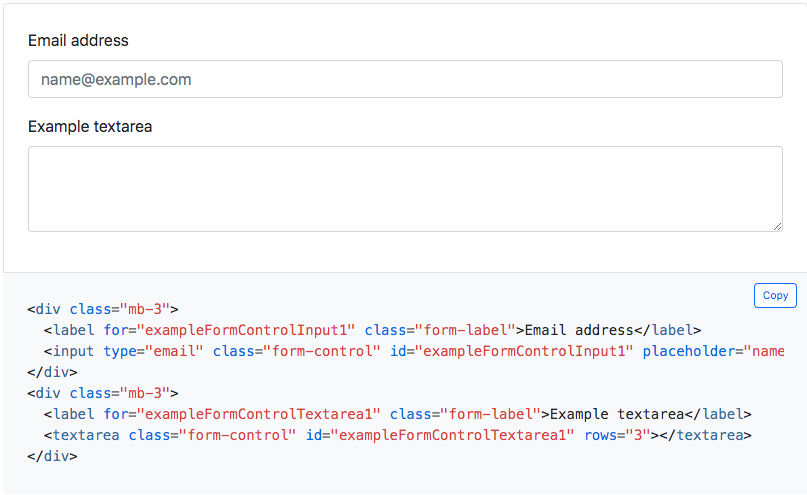 Email address
name@example.com
Example textarea
Copy
<div class="mb-3">
  <label for="exampleFormControlInput1" class="form-label">Email address</label>
  <input type="email" class="form-control" id="exampleFormControlInput1" placeholder="name
</div>
<div class="mb-3">
  <label for="exampleFormControlTextarea1" class="form-label">Example textarea</label>
  <textarea class="form-control" id="exampleFormControlTextarea1" rows="3"></textarea>
</div>